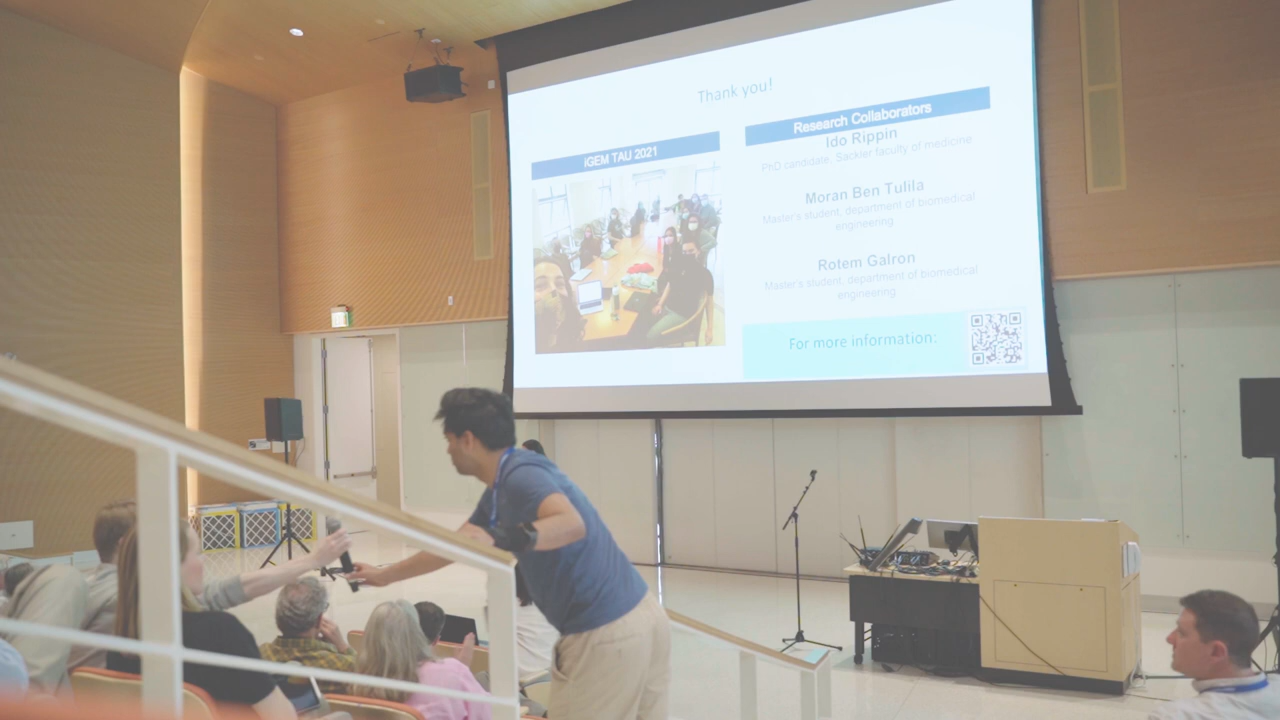 Thank you!
iGEM TAU 2021
Research Collaborators
Ido Rippin
PhD candidate, Sackler faculty of medicine
Moran Ben Tulila
Master's student, department of biomedical
engineering
Rotem Galron
Master's student, department of biomedical
engineering
For more information: